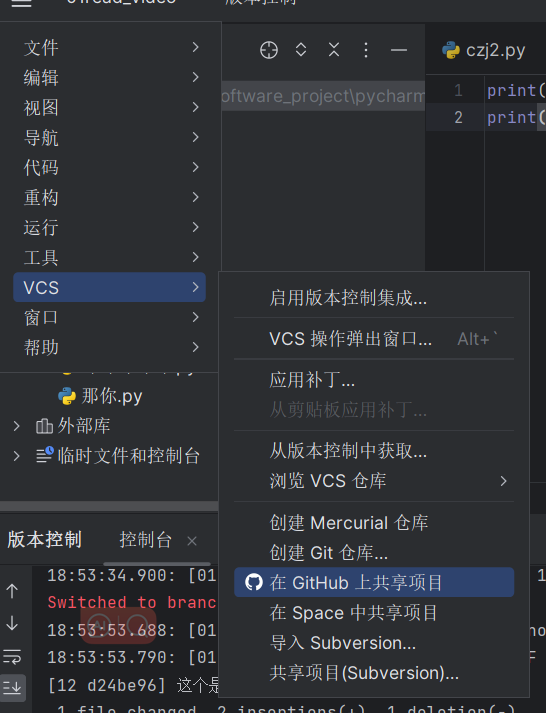 版本控制
文件
编辑
视图
导航
代码
重构
运行
工具
VCS
窗口
帮助
oftware_project\pycharm
czj2.py
1 print(
2 print(
启用版本控制集成...
VCS 操作弹出窗口... Alt+`
应用补丁...
从剪贴板应用补丁...
从版本控制中获取...
浏览 VCS 仓库
创建 Mercurial 仓库
创建 Git 仓库...
在 GitHub 上共享项目
在 Space 中共享项目
导入 Subversion...
共享项目(Subversion)...
那你.py
外部库
临时文件和控制台
版本控制 控制台
18:53:34.900: [01
Switched to branc
18:53:53.688: [01
18:53:53.790: [01
[12 d24be96] 这个是
1 file changed, 2 insertions(+), 1 deletion(-)